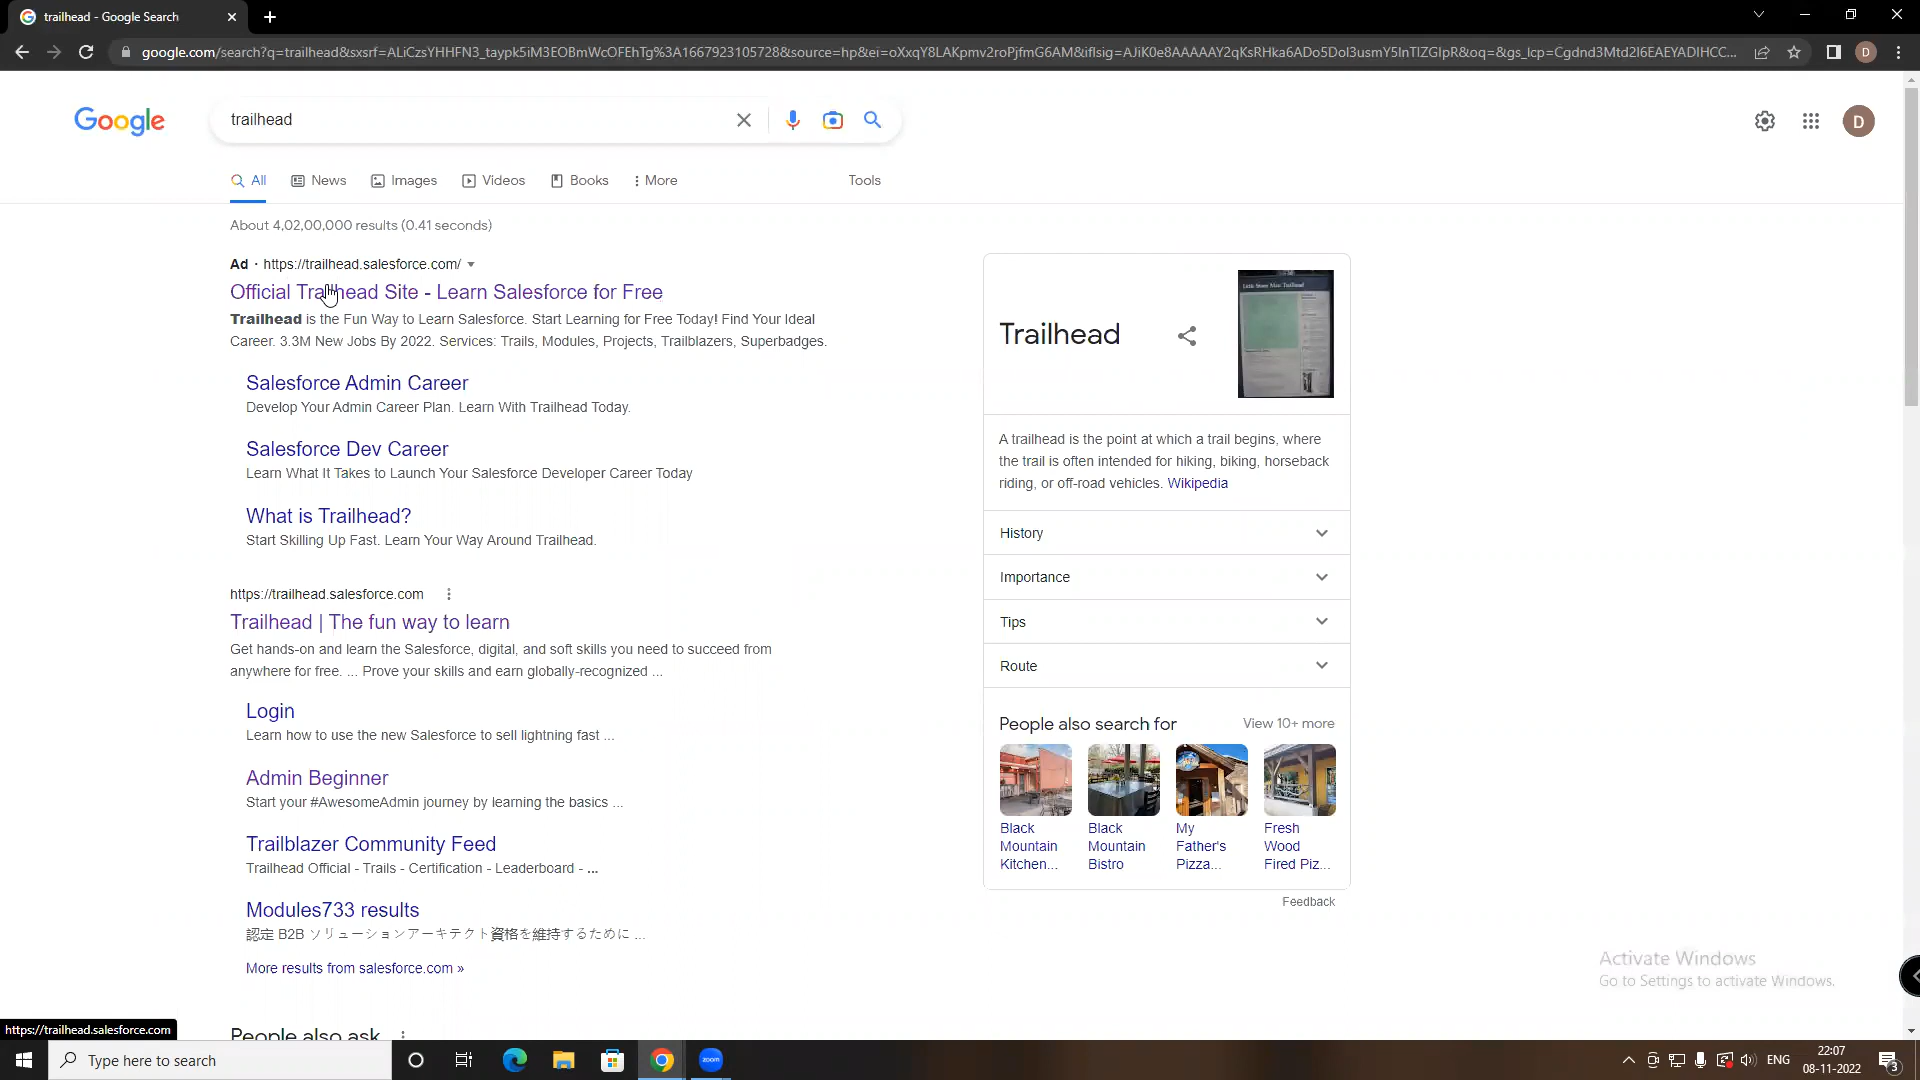 trailhead - Google Search
google.com/search?q=trailhead&sxsrf=ALiCzsYHHFN3_taypk5iM3EOBmWcOFEhTg%3A1667923105728&source=hp&ei=oXxqY8LAKpmv2roPjfmG6AM&iflsig=AJiK0e8AAAAAY2qKsRHka6ADo5Dol3usmY5InTlZGIpR&oq=&gs_lcp=Cgdnd3Mtd2l6EAEYADIHCC...
D
Google
trailhead
D
All
News
Images
Videos
Books
More
Tools
About 4,02,00,000 results (0.41 seconds)
Ad · https://trailhead.salesforce.com/
Official Trailhead Site - Learn Salesforce for Free
Trailhead is the Fun Way to Learn Salesforce. Start Learning for Free Today! Find Your Ideal
Career. 3.3M New Jobs By 2022. Services: Trails, Modules, Projects, Trailblazers, Superbadges.
Salesforce Admin Career
Develop Your Admin Career Plan. Learn With Trailhead Today.
Salesforce Dev Career
Learn What It Takes to Launch Your Salesforce Developer Career Today
What is Trailhead?
Start Skilling Up Fast. Learn Your Way Around Trailhead.
https://trailhead.salesforce.com
Trailhead | The fun way to learn
Get hands-on and learn the Salesforce, digital, and soft skills you need to succeed from
anywhere for free. ... Prove your skills and earn globally-recognized ...
Login
Learn how to use the new Salesforce to sell lightning fast ...
Admin Beginner
Start your #AwesomeAdmin journey by learning the basics ...
Trailblazer Community Feed
Trailhead Official - Trails - Certification - Leaderboard - ...
Modules733 results
認定 B2B ソリューションアーキテクト資格を維持するために ...
More results from salesforce.com »
People also ask
Trailhead
Little Stony Man Trailhead
A trailhead is the point at which a trail begins, where
the trail is often intended for hiking, biking, horseback
riding, or off-road vehicles. Wikipedia
History
Importance
Tips
Route
People also search for
View 10+ more
Black
Mountain
Kitchen...
Black
Mountain
Bistro
My
Father's
Pizza...
Fresh
Wood
Fired Piz...
Feedback
Activate Windows
Go to Settings to activate Windows.
https://trailhead.salesforce.com
Type here to search
zoom
ENG
22:07
08-11-2022
3